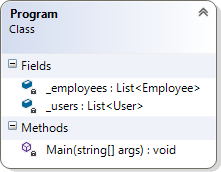 Program
Class
Fields
_employees : List<Employee>
_users : List<User>
Methods
Main(string[] args) : void